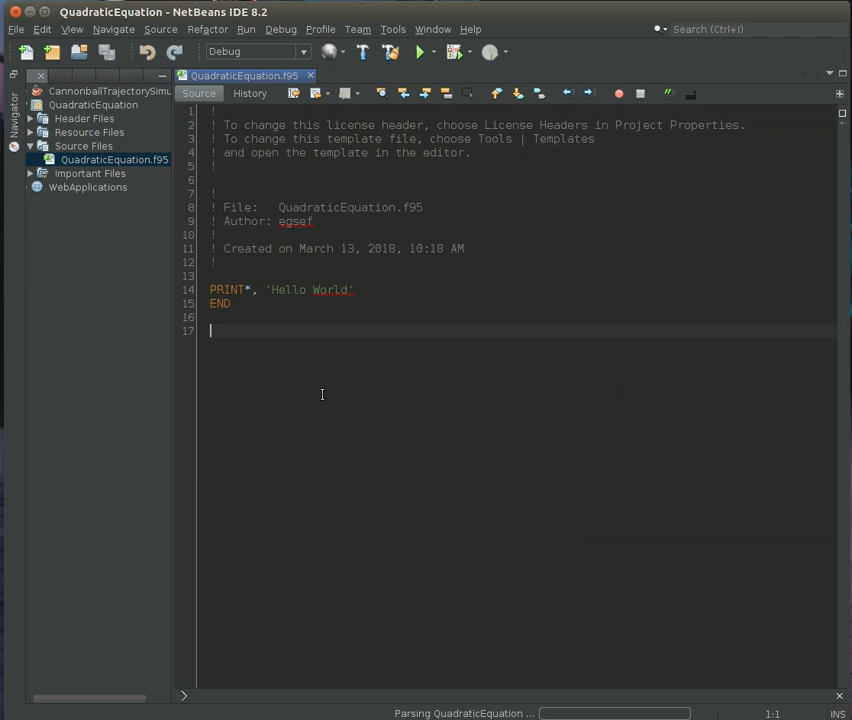 QuadraticEquation - NetBeans IDE 8.2
File Edit View Navigate Source Refactor Run Debug Profile Team Tools Window Help
Search (Ctrl+I)
Debug
QuadraticEquation.f95
Navigator
Source History
CannonballTrajectorySimu
QuadraticEquation
Header Files
Resource Files
Source Files
QuadraticEquation.f95
Important Files
WebApplications
1 !
2 ! To change this license header, choose License Headers in Project Properties.
3 ! To change this template file, choose Tools | Templates
4 ! and open the template in the editor.
5 !
6
7 !
8 ! File:   QuadraticEquation.f95
9 ! Author: egsef
10 !
11 ! Created on March 13, 2018, 10:18 AM
12 !
13
14 PRINT*, 'Hello World'
15 END
16
17
Parsing QuadraticEquation ...
1:1
INS